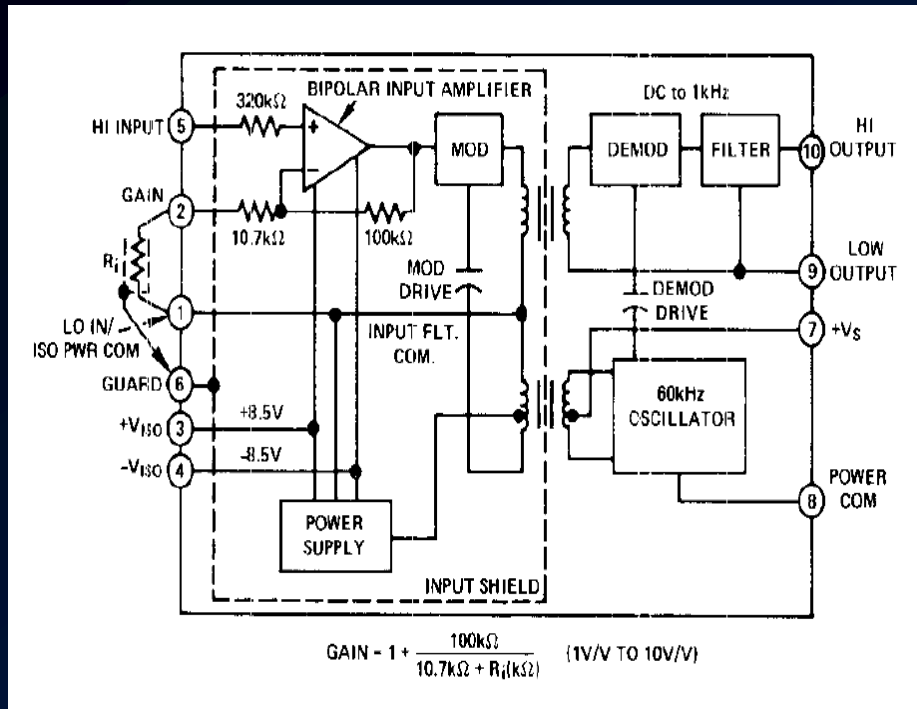 BIPOLAR INPUT AMPLIFIER
DC to 1kHz
320kΩ
HI INPUT
5
+
MOD
DEMOD
FILTER
10
HI
OUTPUT
GAIN
2
−
10.7kΩ
100kΩ
Ri
MOD
DRIVE
LOW
OUTPUT
9
DEMOD
DRIVE
1
LO IN/
ISO PWR COM
INPUT FLT.
COM.
7
+VS
GUARD
6
60kHz
OSCILLATOR
+VISO
3
+8.5V
−VISO
4
−8.5V
POWER
COM
8
POWER
SUPPLY
INPUT SHIELD
GAIN = 1 + 100kΩ / 10.7kΩ + Ri(kΩ) (1V/V TO 10V/V)